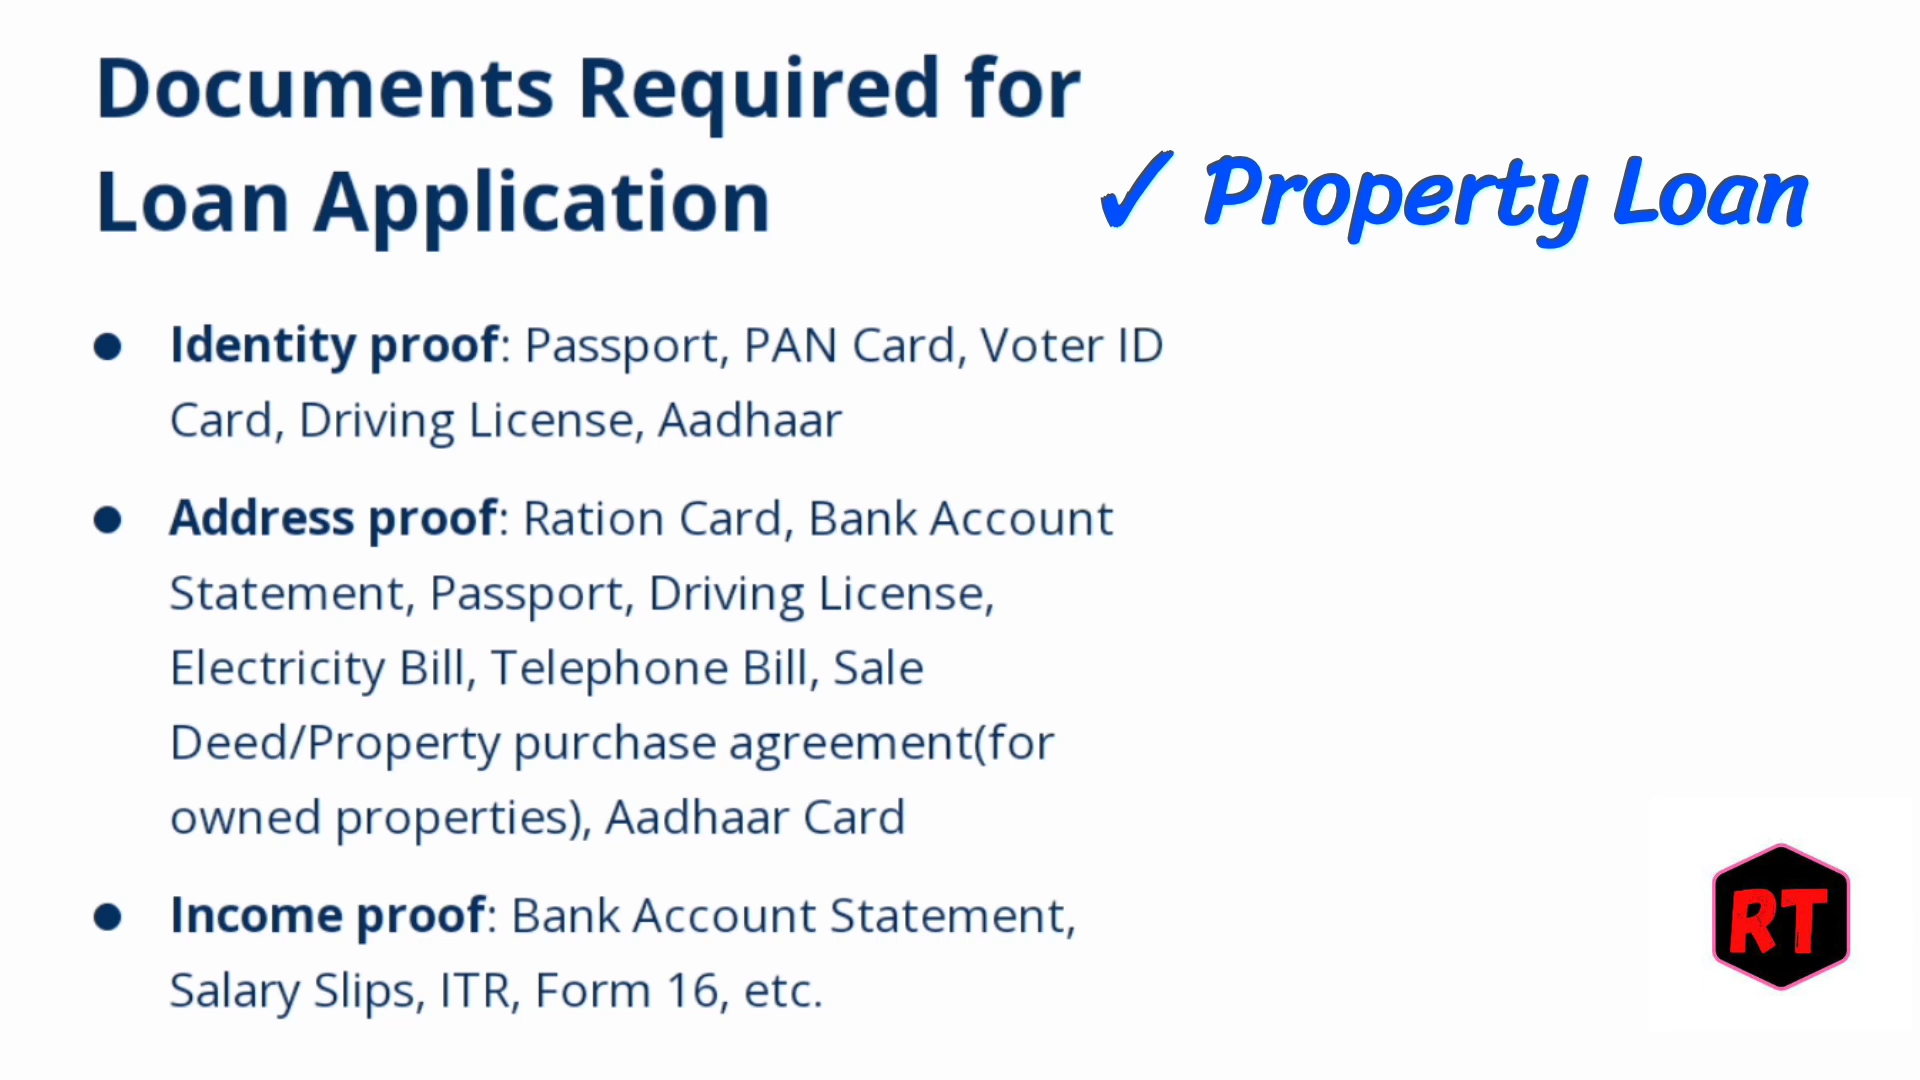 Documents Required for
Loan Application
✓ Property Loan
● Identity proof: Passport, PAN Card, Voter ID
Card, Driving License, Aadhaar
● Address proof: Ration Card, Bank Account
Statement, Passport, Driving License,
Electricity Bill, Telephone Bill, Sale
Deed/Property purchase agreement(for
owned properties), Aadhaar Card
● Income proof: Bank Account Statement,
Salary Slips, ITR, Form 16, etc.
RT